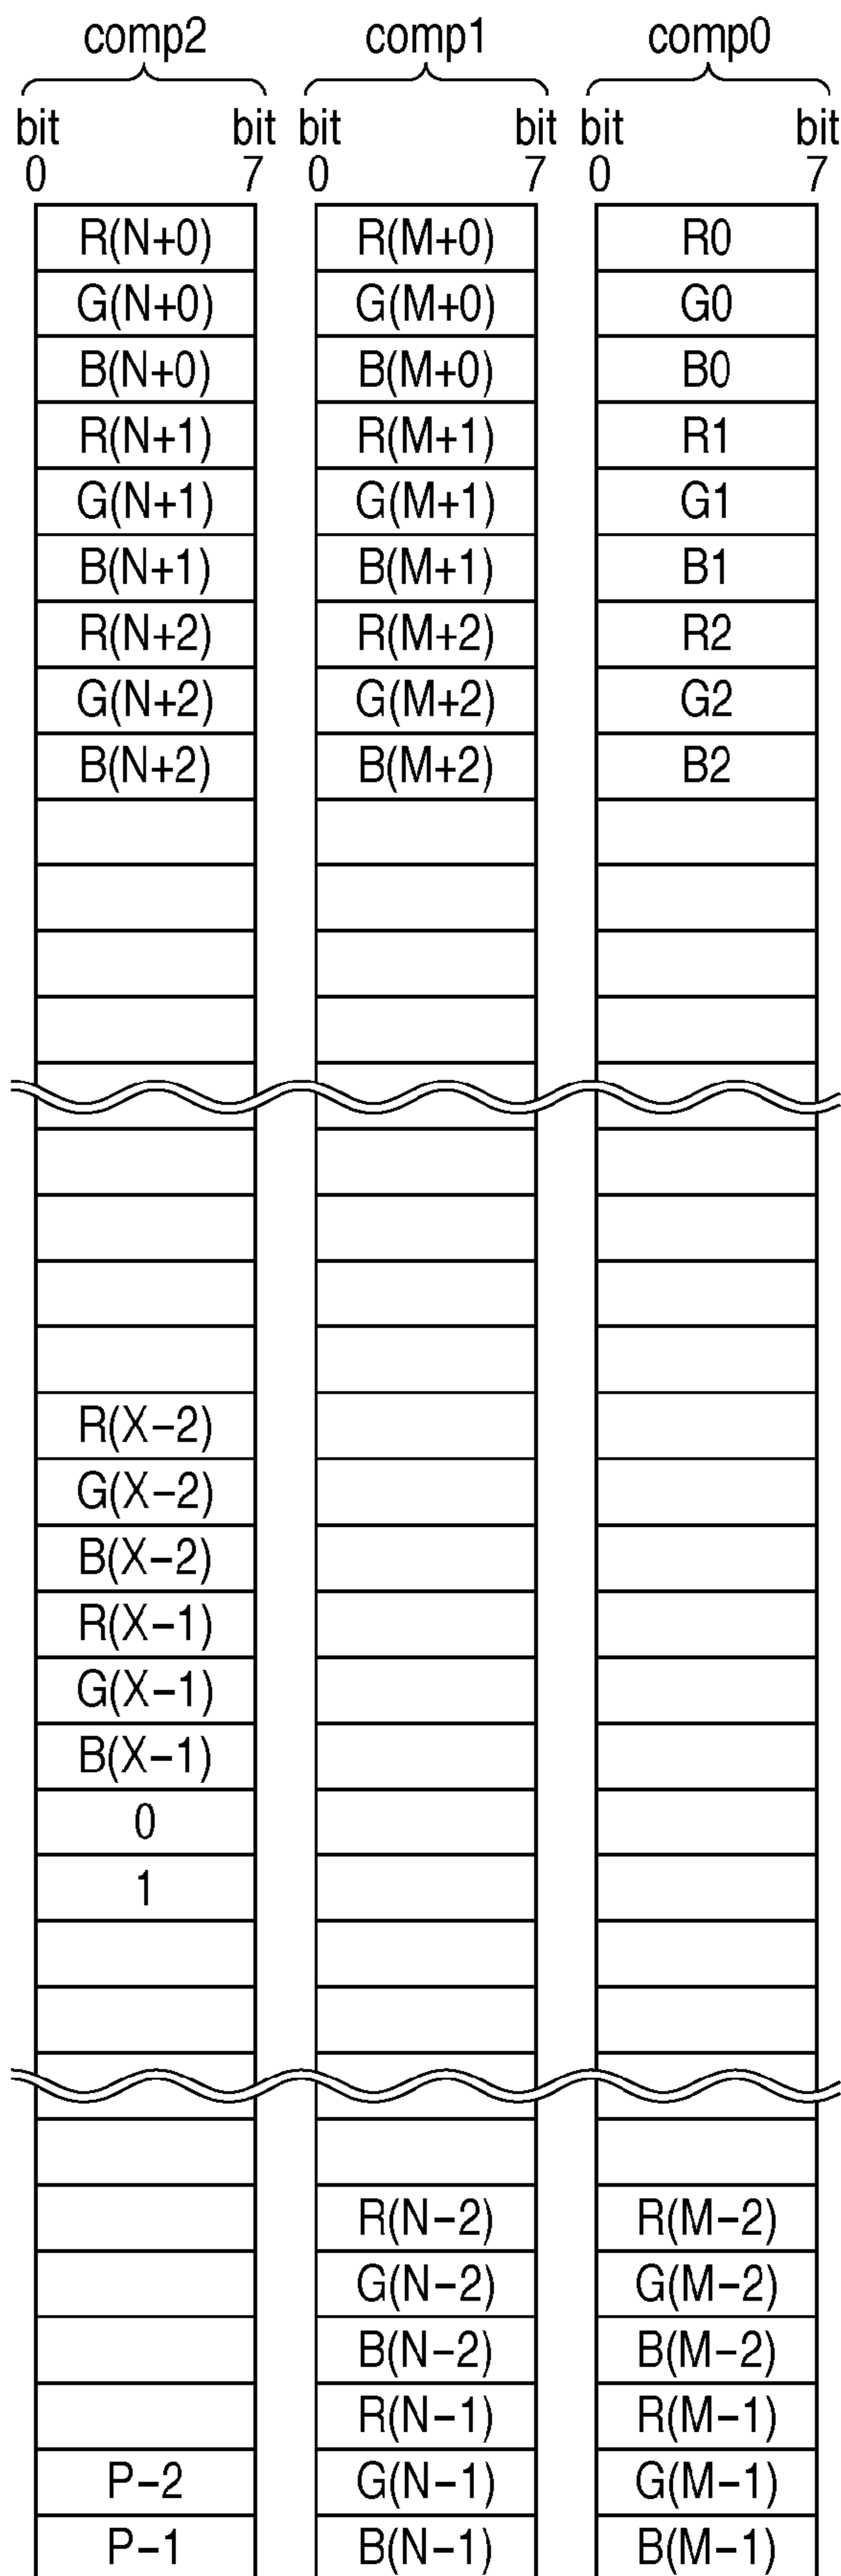 comp2 comp1 comp0
bit bit bit bit bit bit
0 7 0 7 0 7
R(N+0) R(M+0) R0
G(N+0) G(M+0) G0
B(N+0) B(M+0) B0
R(N+1) R(M+1) R1
G(N+1) G(M+1) G1
B(N+1) B(M+1) B1
R(N+2) R(M+2) R2
G(N+2) G(M+2) G2
B(N+2) B(M+2) B2
R(X−2)
G(X−2)
B(X−2)
R(X−1)
G(X−1)
B(X−1)
0
1
R(N−2) R(M−2)
G(N−2) G(M−2)
B(N−2) B(M−2)
R(N−1) R(M−1)
P−2 G(N−1) G(M−1)
P−1 B(N−1) B(M−1)